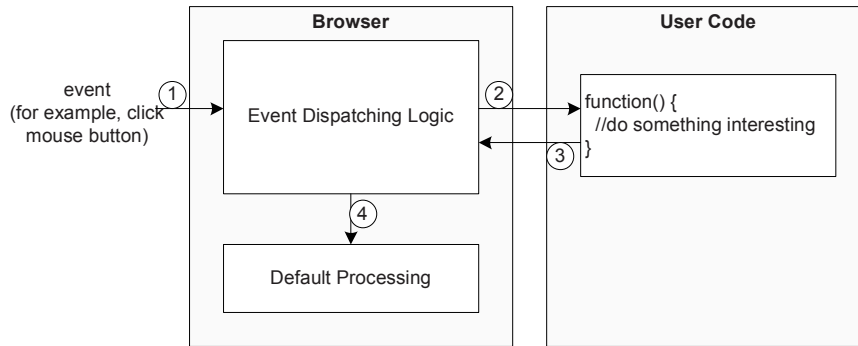 Browser
User Code
event
(for example, click
mouse button)
1
Event Dispatching Logic
2
function() {
//do something interesting
}
3
4
Default Processing